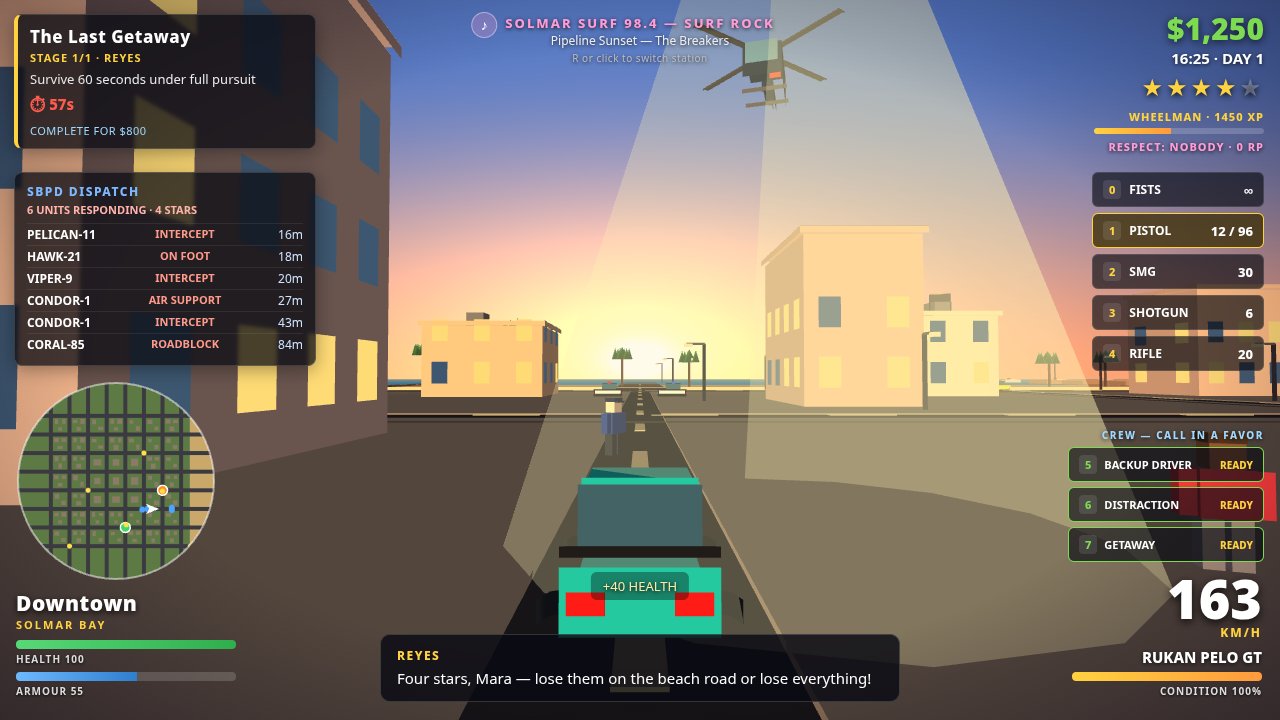 The Last Getaway
STAGE 1/1 · REYES
Survive 60 seconds under full pursuit
57s
COMPLETE FOR $800
SBPD DISPATCH
6 UNITS RESPONDING · 4 STARS
PELICAN-11 INTERCEPT 16m
HAWK-21 ON FOOT 18m
VIPER-9 INTERCEPT 20m
CONDOR-1 AIR SUPPORT 27m
CONDOR-1 INTERCEPT 43m
CORAL-85 ROADBLOCK 84m
Downtown
SOLMAR BAY
HEALTH 100
ARMOUR 55
♪ SOLMAR SURF 98.4 — SURF ROCK
Pipeline Sunset — The Breakers
R or click to switch station
+40 HEALTH
REYES
Four stars, Mara — lose them on the beach road or lose everything!
$1,250
16:25 · DAY 1
★★★★★
WHEELMAN · 1450 XP
RESPECT: NOBODY · 0 RP
0 FISTS ∞
1 PISTOL 12 / 96
2 SMG 30
3 SHOTGUN 6
4 RIFLE 20
CREW — CALL IN A FAVOR
5 BACKUP DRIVER READY
6 DISTRACTION READY
7 GETAWAY READY
163
KM/H
RUKAN PELO GT
CONDITION 100%